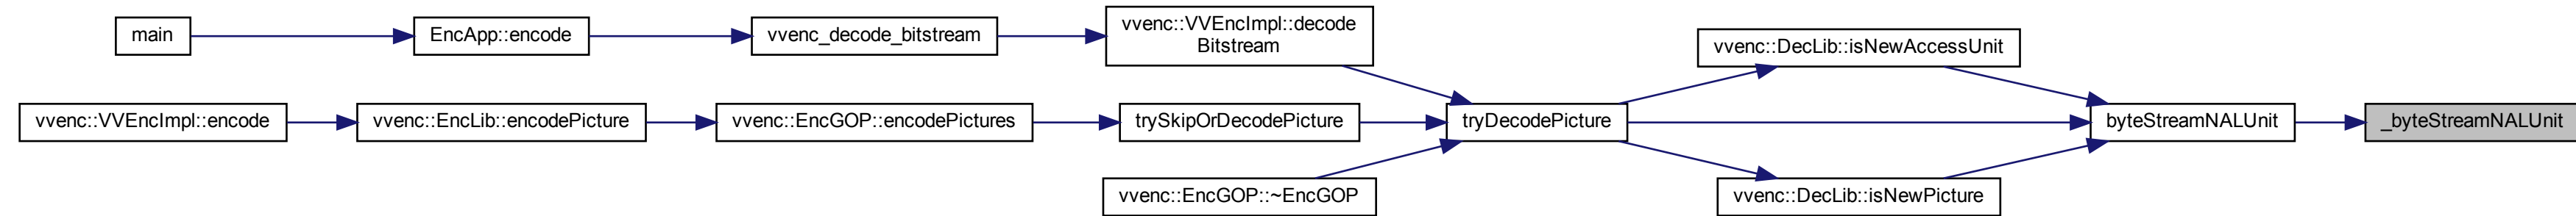 main
EncApp::encode
vvenc_decode_bitstream
vvenc::VVEncImpl::decode
Bitstream
vvenc::DecLib::isNewAccessUnit
vvenc::VVEncImpl::encode
vvenc::EncLib::encodePicture
vvenc::EncGOP::encodePictures
trySkipOrDecodePicture
tryDecodePicture
byteStreamNALUnit
_byteStreamNALUnit
vvenc::EncGOP::~EncGOP
vvenc::DecLib::isNewPicture